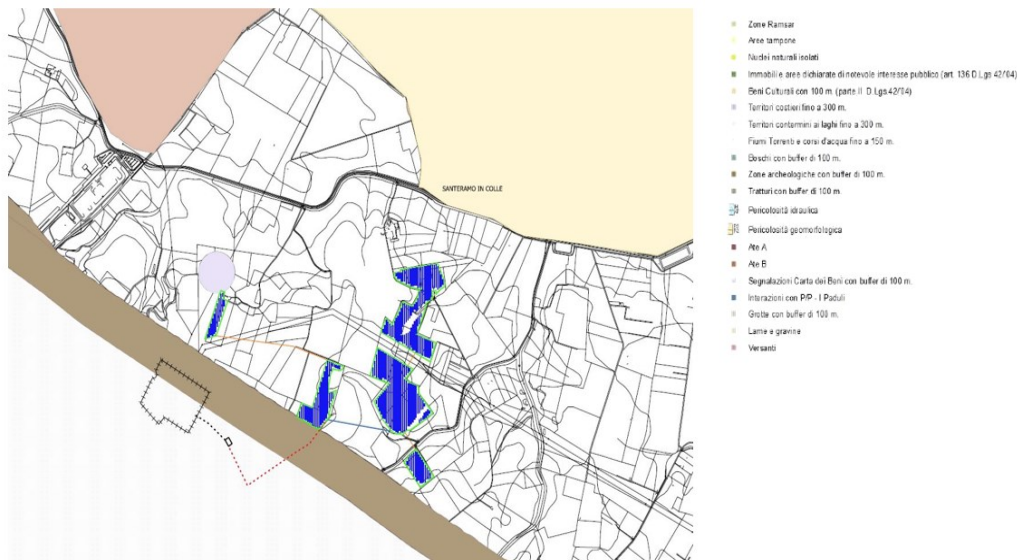 SANTERAMO IN COLLE
Zone Ramsar
Aree tampone
Nuclei naturali isolati
Immobili e aree dichiarate di notevole interesse pubblico (art. 136 D.Lgs 42/04)
Beni Culturali con 100 m. (parte II D.Lgs 42/04)
Territori costieri fino a 300 m.
Territori contermini ai laghi fino a 300 m.
Fiumi Torrenti e corsi d'acqua fino a 150 m.
Boschi con buffer di 100 m.
Zone archeologiche con buffer di 100 m.
Tratturi con buffer di 100 m.
Pericolosità idraulica
Pericolosità geomorfologica
Ate A
Ate B
Segnalazioni Carta dei Beni con buffer di 100 m.
Interazioni con P/P - I Paduli
Grotte con buffer di 100 m.
Lame e gravine
Versanti